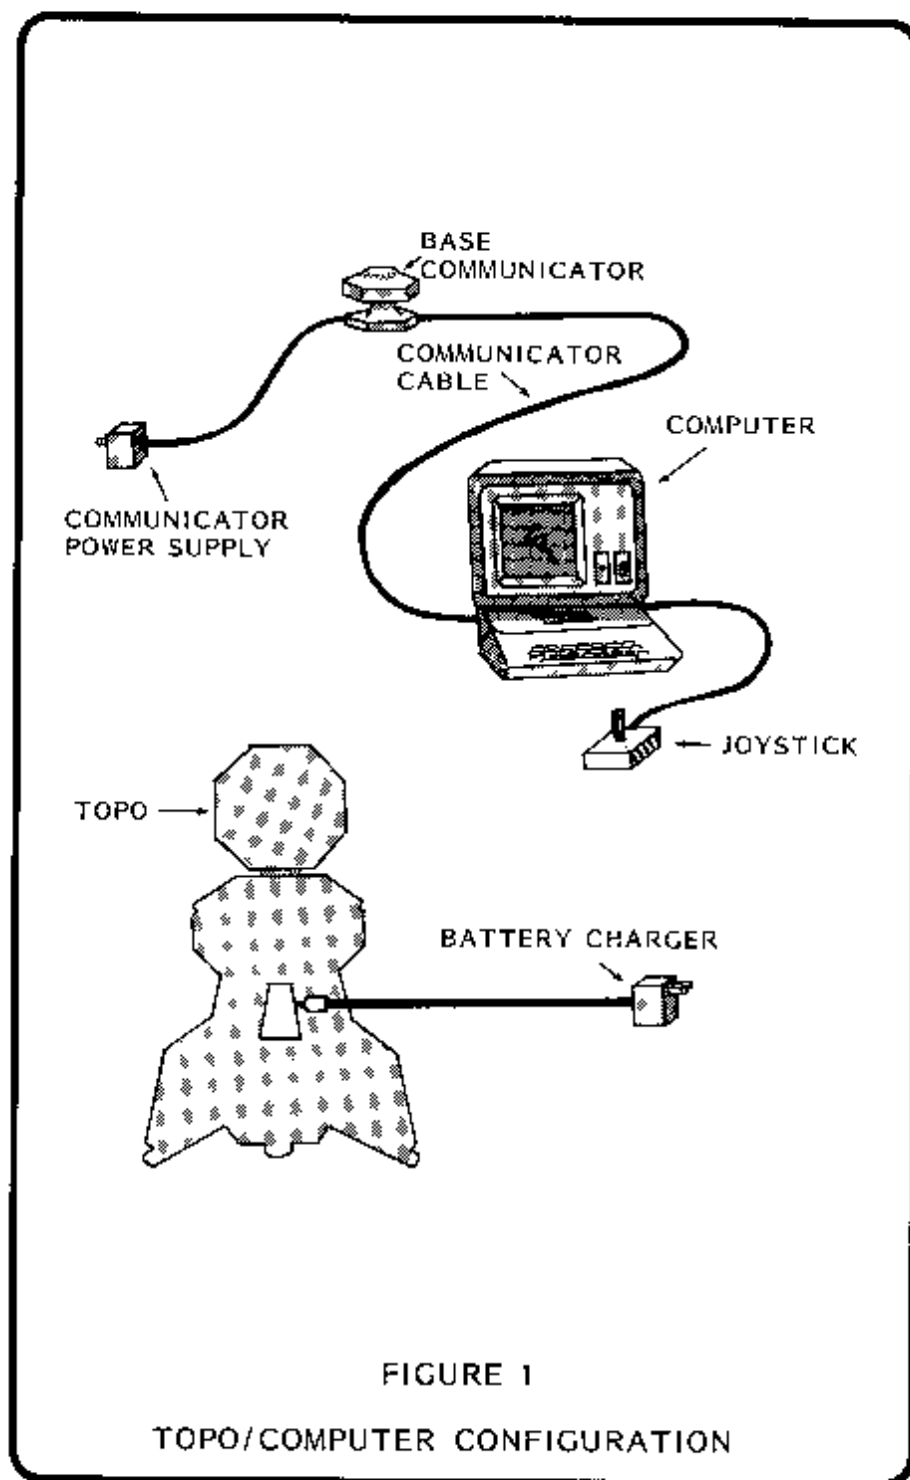 BASE
COMMUNICATOR
COMMUNICATOR
CABLE
COMPUTER
COMMUNICATOR
POWER SUPPLY
JOYSTICK
TOPO
BATTERY CHARGER
FIGURE 1
TOPO/COMPUTER CONFIGURATION